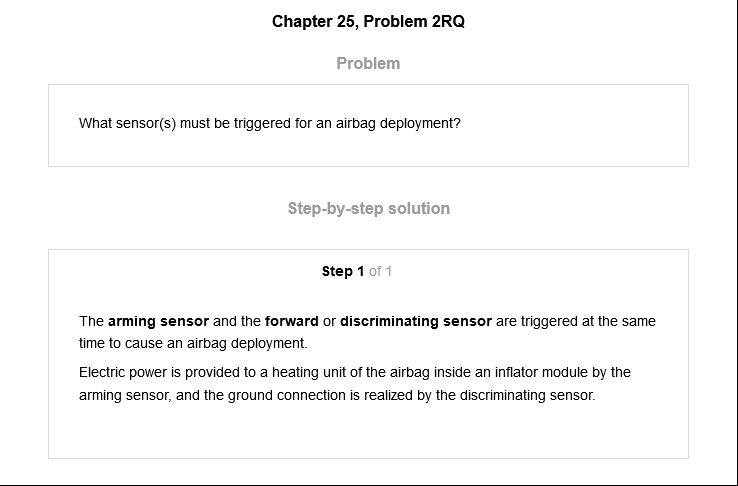 Chapter 25, Problem 2RQ
Problem
What sensor(s) must be triggered for an airbag deployment?
Step-by-step solution
Step 1 of 1
The arming sensor and the forward or discriminating sensor are triggered at the same
time to cause an airbag deployment.
Electric power is provided to a heating unit of the airbag inside an inflator module by the
arming sensor, and the ground connection is realized by the discriminating sensor.